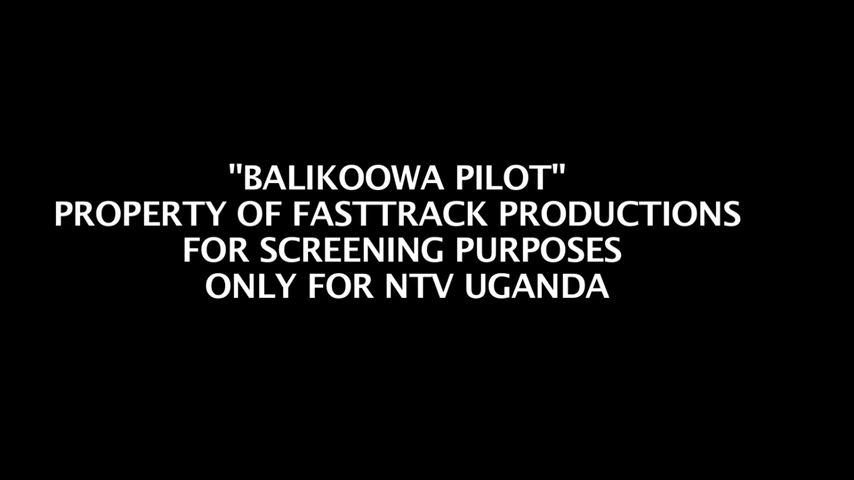 "BALIKOOWA PILOT"
PROPERTY OF FASTTRACK PRODUCTIONS
FOR SCREENING PURPOSES
ONLY FOR NTV UGANDA